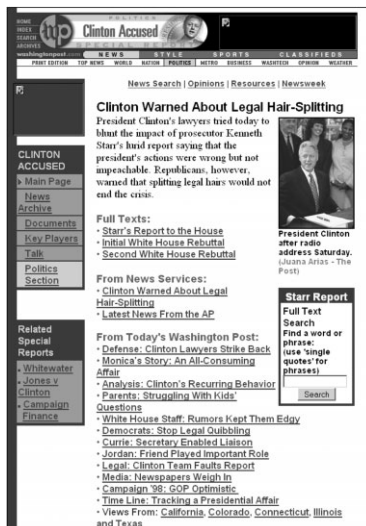 HOME
INDEX
SEARCH
ARCHIVES
twp
POLITICS
Clinton Accused
SPECIAL REPORT
washingtonpost.com
NEWS STYLE SPORTS CLASSIFIEDS
PRINT EDITION TOP NEWS WORLD NATION POLITICS METRO BUSINESS WASHTECH OPINION WEATHER
News Search | Opinions | Resources | Newsweek
CLINTON
ACCUSED
Main Page
News
Archive
Documents
Key Players
Talk
Politics
Section
Related
Special
Reports
• Whitewater
• Jones v
Clinton
• Campaign
Finance
Clinton Warned About Legal Hair-Splitting
President Clinton's lawyers tried today to
blunt the impact of prosecutor Kenneth
Starr's lurid report saying that the
president's actions were wrong but not
impeachable. Republicans, however,
warned that splitting legal hairs would not
end the crisis.
Full Texts:
• Starr's Report to the House
• Initial White House Rebuttal
• Second White House Rebuttal
From News Services:
• Clinton Warned About Legal
Hair-Splitting
• Latest News From the AP
From Today's Washington Post:
• Defense: Clinton Lawyers Strike Back
• Monica's Story: An All-Consuming
Affair
• Analysis: Clinton's Recurring Behavior
• Parents: Struggling With Kids'
Questions
• White House Staff: Rumors Kept Them Edgy
• Democrats: Stop Legal Quibbling
• Currie: Secretary Enabled Liaison
• Jordan: Friend Played Important Role
• Legal: Clinton Team Faults Report
• Media: Newspapers Weigh In
• Campaign '98: GOP Optimistic
• Time Line: Tracking a Presidential Affair
• Views From: California, Colorado, Connecticut, Illinois
and Texas
President Clinton
after radio
address Saturday.
(Juana Arias - The
Post)
Starr Report
Full Text
Search
Find a word or
phrase:
(use 'single
quotes' for
phrases)
Search